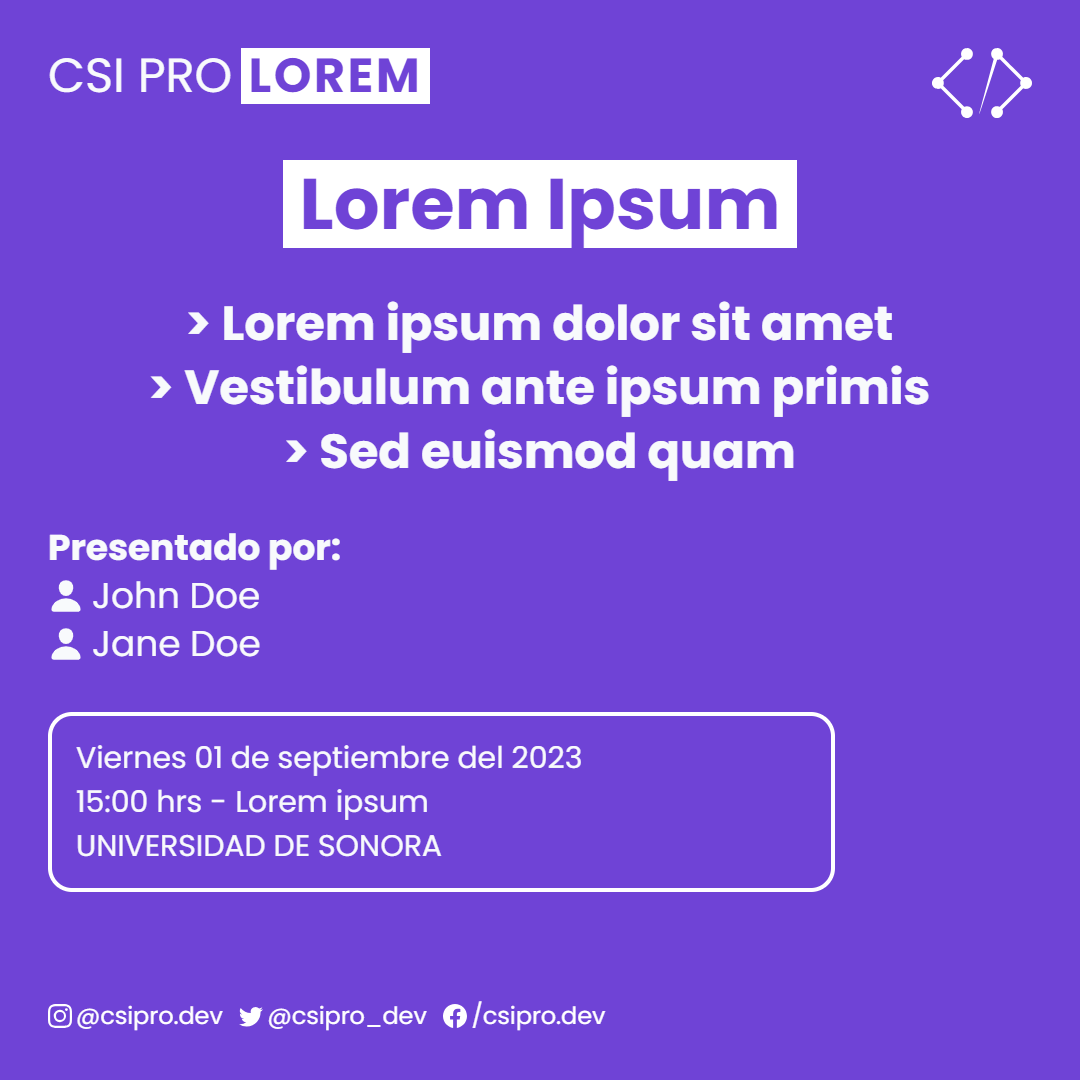 CSI PRO LOREM
Lorem Ipsum
> Lorem ipsum dolor sit amet
> Vestibulum ante ipsum primis
> Sed euismod quam
Presentado por:
John Doe
Jane Doe
Viernes 01 de septiembre del 2023
15:00 hrs - Lorem ipsum
UNIVERSIDAD DE SONORA
@csipro.dev @csipro_dev /csipro.dev